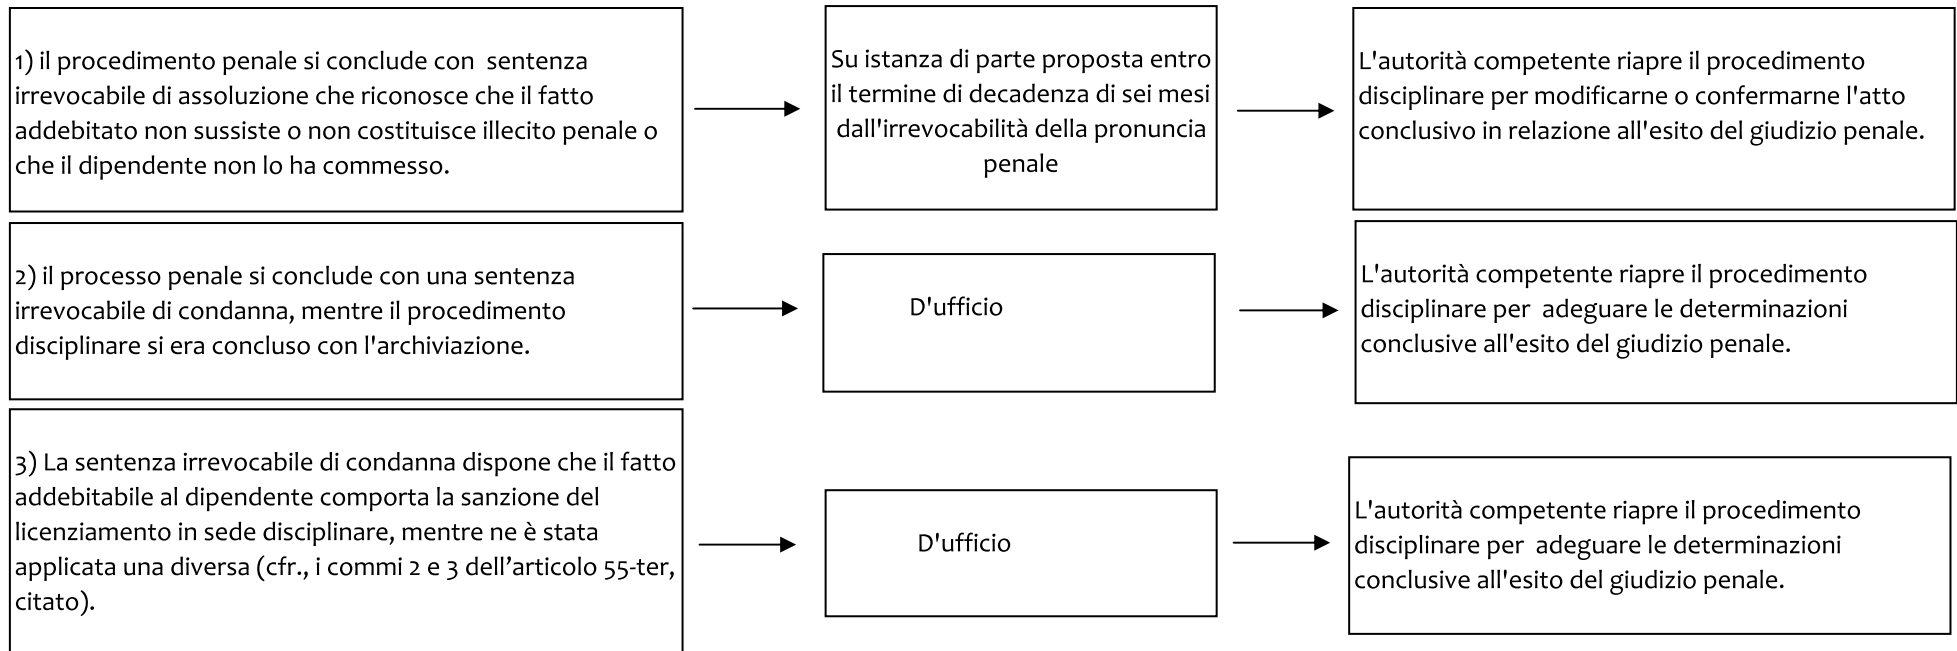 1) il procedimento penale si conclude con  sentenza
irrevocabile di assoluzione che riconosce che il fatto
addebitato non sussiste o non costituisce illecito penale o
che il dipendente non lo ha commesso.
Su istanza di parte proposta entro
il termine di decadenza di sei mesi
dall'irrevocabilità della pronuncia
penale
L'autorità competente riapre il procedimento
disciplinare per modificarne o confermarne l'atto
conclusivo in relazione all'esito del giudizio penale.
2) il processo penale si conclude con una sentenza
irrevocabile di condanna, mentre il procedimento
disciplinare si era concluso con l'archiviazione.
D'ufficio
L'autorità competente riapre il procedimento
disciplinare per  adeguare le determinazioni
conclusive all'esito del giudizio penale.
3) La sentenza irrevocabile di condanna dispone che il fatto
addebitabile al dipendente comporta la sanzione del
licenziamento in sede disciplinare, mentre ne è stata
applicata una diversa (cfr., i commi 2 e 3 dell’articolo 55-ter,
citato).
D'ufficio
L'autorità competente riapre il procedimento
disciplinare per  adeguare le determinazioni
conclusive all'esito del giudizio penale.